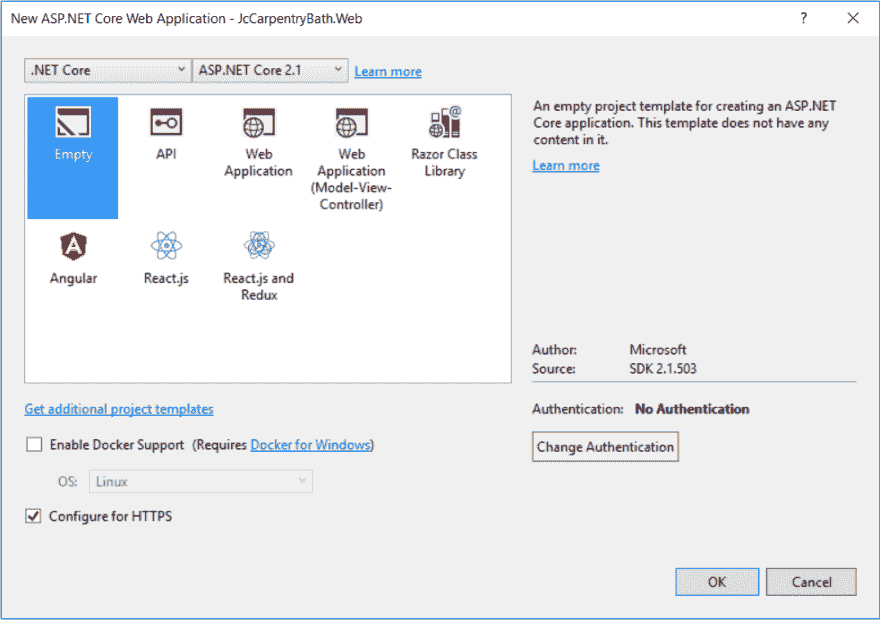 New ASP.NET Core Web Application - JcCarpentryBath.Web
?
.NET Core
ASP.NET Core 2.1
Learn more
Empty
API
Web
Application
Web
Application
(Model-View-
Controller)
Razor Class
Library
Angular
React.js
React.js and
Redux
An empty project template for creating an ASP.NET
Core application. This template does not have any
content in it.
Learn more
Author: Microsoft
Source: SDK 2.1.503
Get additional project templates
Authentication: No Authentication
Enable Docker Support (Requires Docker for Windows)
Change Authentication
OS: Linux
Configure for HTTPS
OK
Cancel